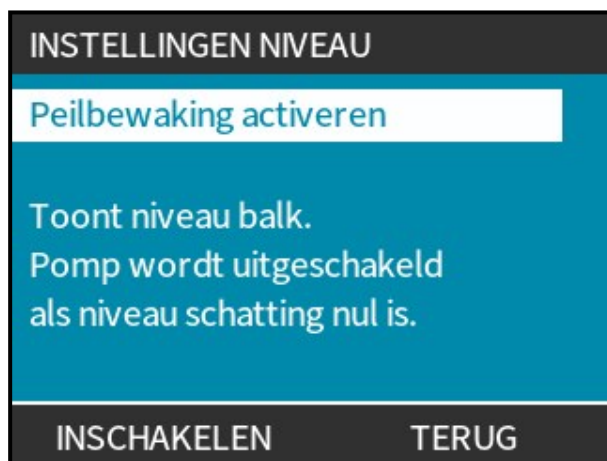 INSTELLINGEN NIVEAU
Peilbewaking activeren
Toont niveau balk.
Pomp wordt uitgeschakeld
als niveau schatting nul is.
INSCHAKELEN TERUG